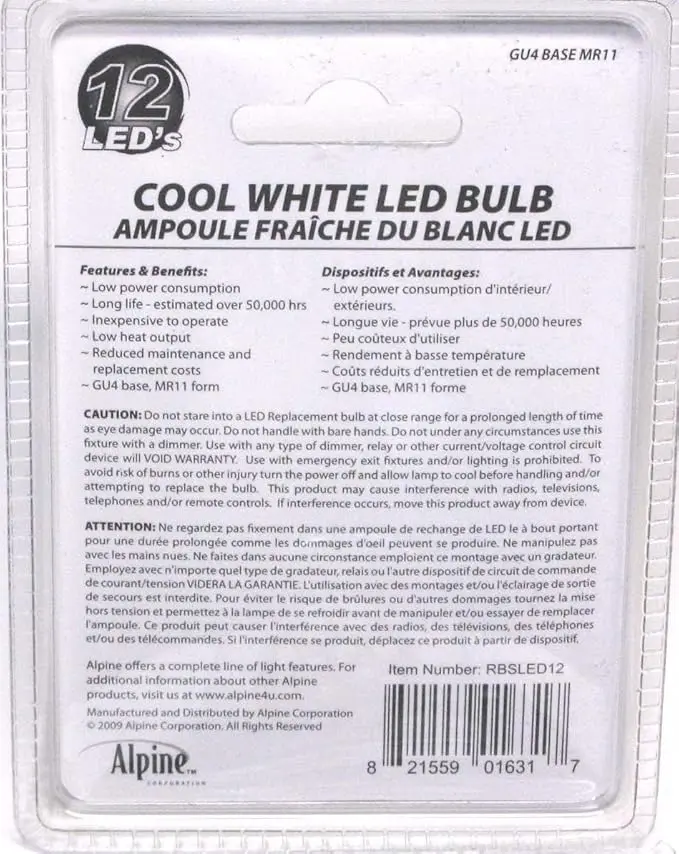 GU4 BASE MR11
12
LED's
COOL WHITE LED BULB
AMPOULE FRAÎCHE DU BLANC LED
Features & Benefits:
~ Low power consumption
~ Long life - estimated over 50,000 hrs
~ Inexpensive to operate
~ Low heat output
~ Reduced maintenance and
replacement costs
~ GU4 base, MR11 form
Dispositifs et Avantages:
~ Low power consumption d'intérieur/
extérieurs.
~ Longue vie - prévue plus de 50,000 heures
~ Peu coûteux d'utiliser
~ Rendement à basse température
~ Coûts réduits d'entretien et de remplacement
~ GU4 base, MR11 forme
CAUTION: Do not stare into a LED Replacement bulb at close range for a prolonged length of time
as eye damage may occur. Do not handle with bare hands. Do not under any circumstances use this
fixture with a dimmer. Use with any type of dimmer, relay or other current/voltage control circuit
device will VOID WARRANTY. Use with emergency exit fixtures and/or lighting is prohibited. To
avoid risk of burns or other injury turn the power off and allow lamp to cool before handling and/or
attempting to replace the bulb. This product may cause interference with radios, televisions,
telephones and/or remote controls. If interference occurs, move this product away from device.
ATTENTION: Ne regardez pas fixement dans une ampoule de rechange de LED le à bout portant
pour une durée prolongée comme les dommages d'oeil peuvent se produire. Ne manipulez pas
avec les mains nues. Ne faites dans aucune circonstance emploient ce montage avec un gradateur.
Employez avec n'importe quel type de gradateur, relais ou l'autre dispositif de circuit de commande
de courant/tension VIDERA LA GARANTIE. L'utilisation avec des montages et/ou l'éclairage de sortie
de secours est interdite. Pour éviter le risque de brûlures ou d'autres dommages tournez la mise
hors tension et permettez à la lampe de se refroidir avant de manipuler et/ou essayer de remplacer
l'ampoule. Ce produit peut causer l'interférence avec des radios, des télévisions, des téléphones
et/ou des télécommandes. Si l'interférence se produit, déplacez ce produit à partir de dispositif.
Alpine offers a complete line of light features. For
additional information about other Alpine
products, visit us at www.alpine4u.com.
Manufactured and Distributed by Alpine Corporation
© 2009 Alpine Corporation. All Rights Reserved
Alpine™
CORPORATION
Item Number: RBSLED12
8 21559 01631 7